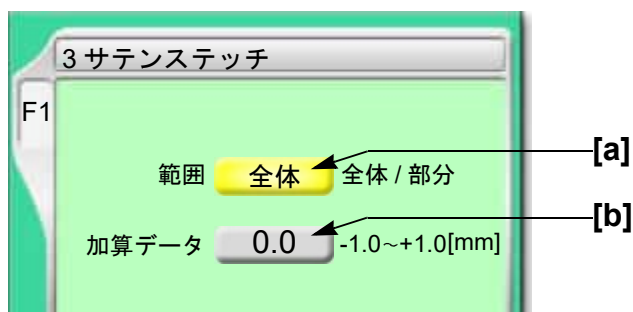 3 サテンステッチ
F1
範囲 全体 全体 / 部分 [a]
加算データ 0.0 -1.0~+1.0[mm] [b]